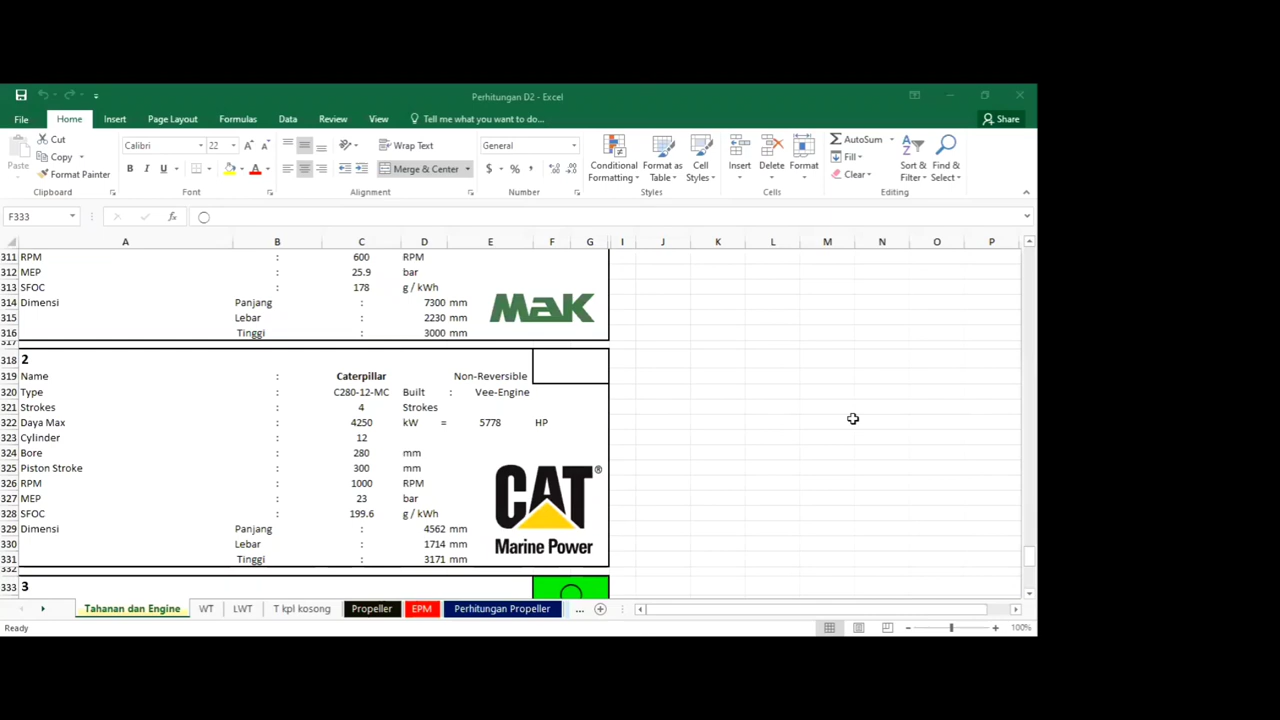 Perhitungan D2 - Excel
File Home Insert Page Layout Formulas Data Review View Tell me what you want to do... Share
Paste Cut Copy Format Painter
Calibri 22
B I U
Wrap Text
Merge & Center
General
$ % ,
Conditional Formatting Format as Table Cell Styles
Insert Delete Format
AutoSum
Fill
Clear
Sort & Filter Find & Select
Clipboard Font Alignment Number Styles Cells Editing
F333 fx
A B C D E F G I J K L M N O P
311 RPM : 600 RPM
312 MEP : 25.9 bar
313 SFOC : 178 g / kWh
314 Dimensi Panjang : 7300 mm
315 Lebar : 2230 mm
316 Tinggi : 3000 mm
MaK
317
318 2
319 Name : Caterpillar Non-Reversible
320 Type : C280-12-MC Built : Vee-Engine
321 Strokes : 4 Strokes
322 Daya Max : 4250 kW = 5778 HP
323 Cylinder : 12
324 Bore : 280 mm
325 Piston Stroke : 300 mm
326 RPM : 1000 RPM
327 MEP : 23 bar
328 SFOC : 199.6 g / kWh
329 Dimensi Panjang : 4562 mm
330 Lebar : 1714 mm
331 Tinggi : 3171 mm
CAT®
Marine Power
332
333 3
Tahanan dan Engine WT LWT T kpl kosong Propeller EPM Perhitungan Propeller ...
Ready 100%